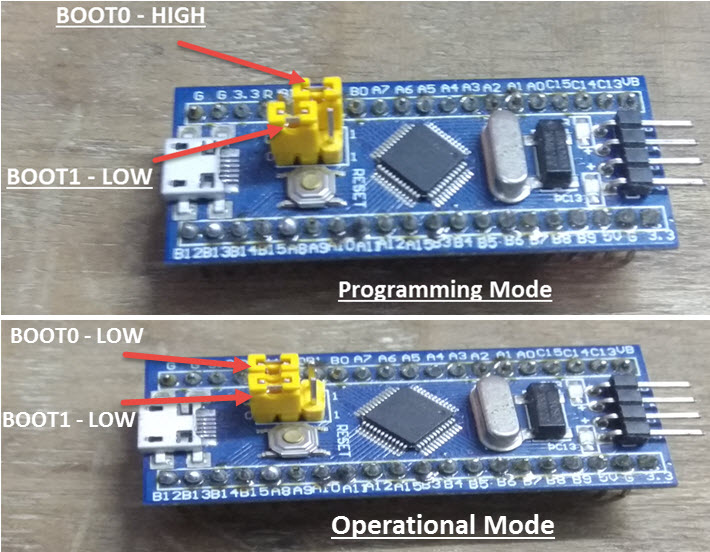 BOOT0 - HIGH
G G 3.3 R B0 A7 A6 A5 A4 A3 A2 A1 A0 C15 C14 C13 VB
1
BOOT1 - LOW
1
RESET
PC13
B12 B13 B14 B15 A8 A9 A10 A11 A12 A15 B3 B4 B5 B6 B7 B8 B9 5V G 3.3
Programming Mode
BOOT0 - LOW
G B0 A7 A6 A5 A4 A3 A2 A1 A0 C15 C14 C13 VB
1
BOOT1 - LOW
1
RESET
PC13
B12 B13 B14 B15 A8 A9 A10 A11 A12 A15 B3 B4 B5 B6 B7 B8 B9 5V G 3.3
Operational Mode